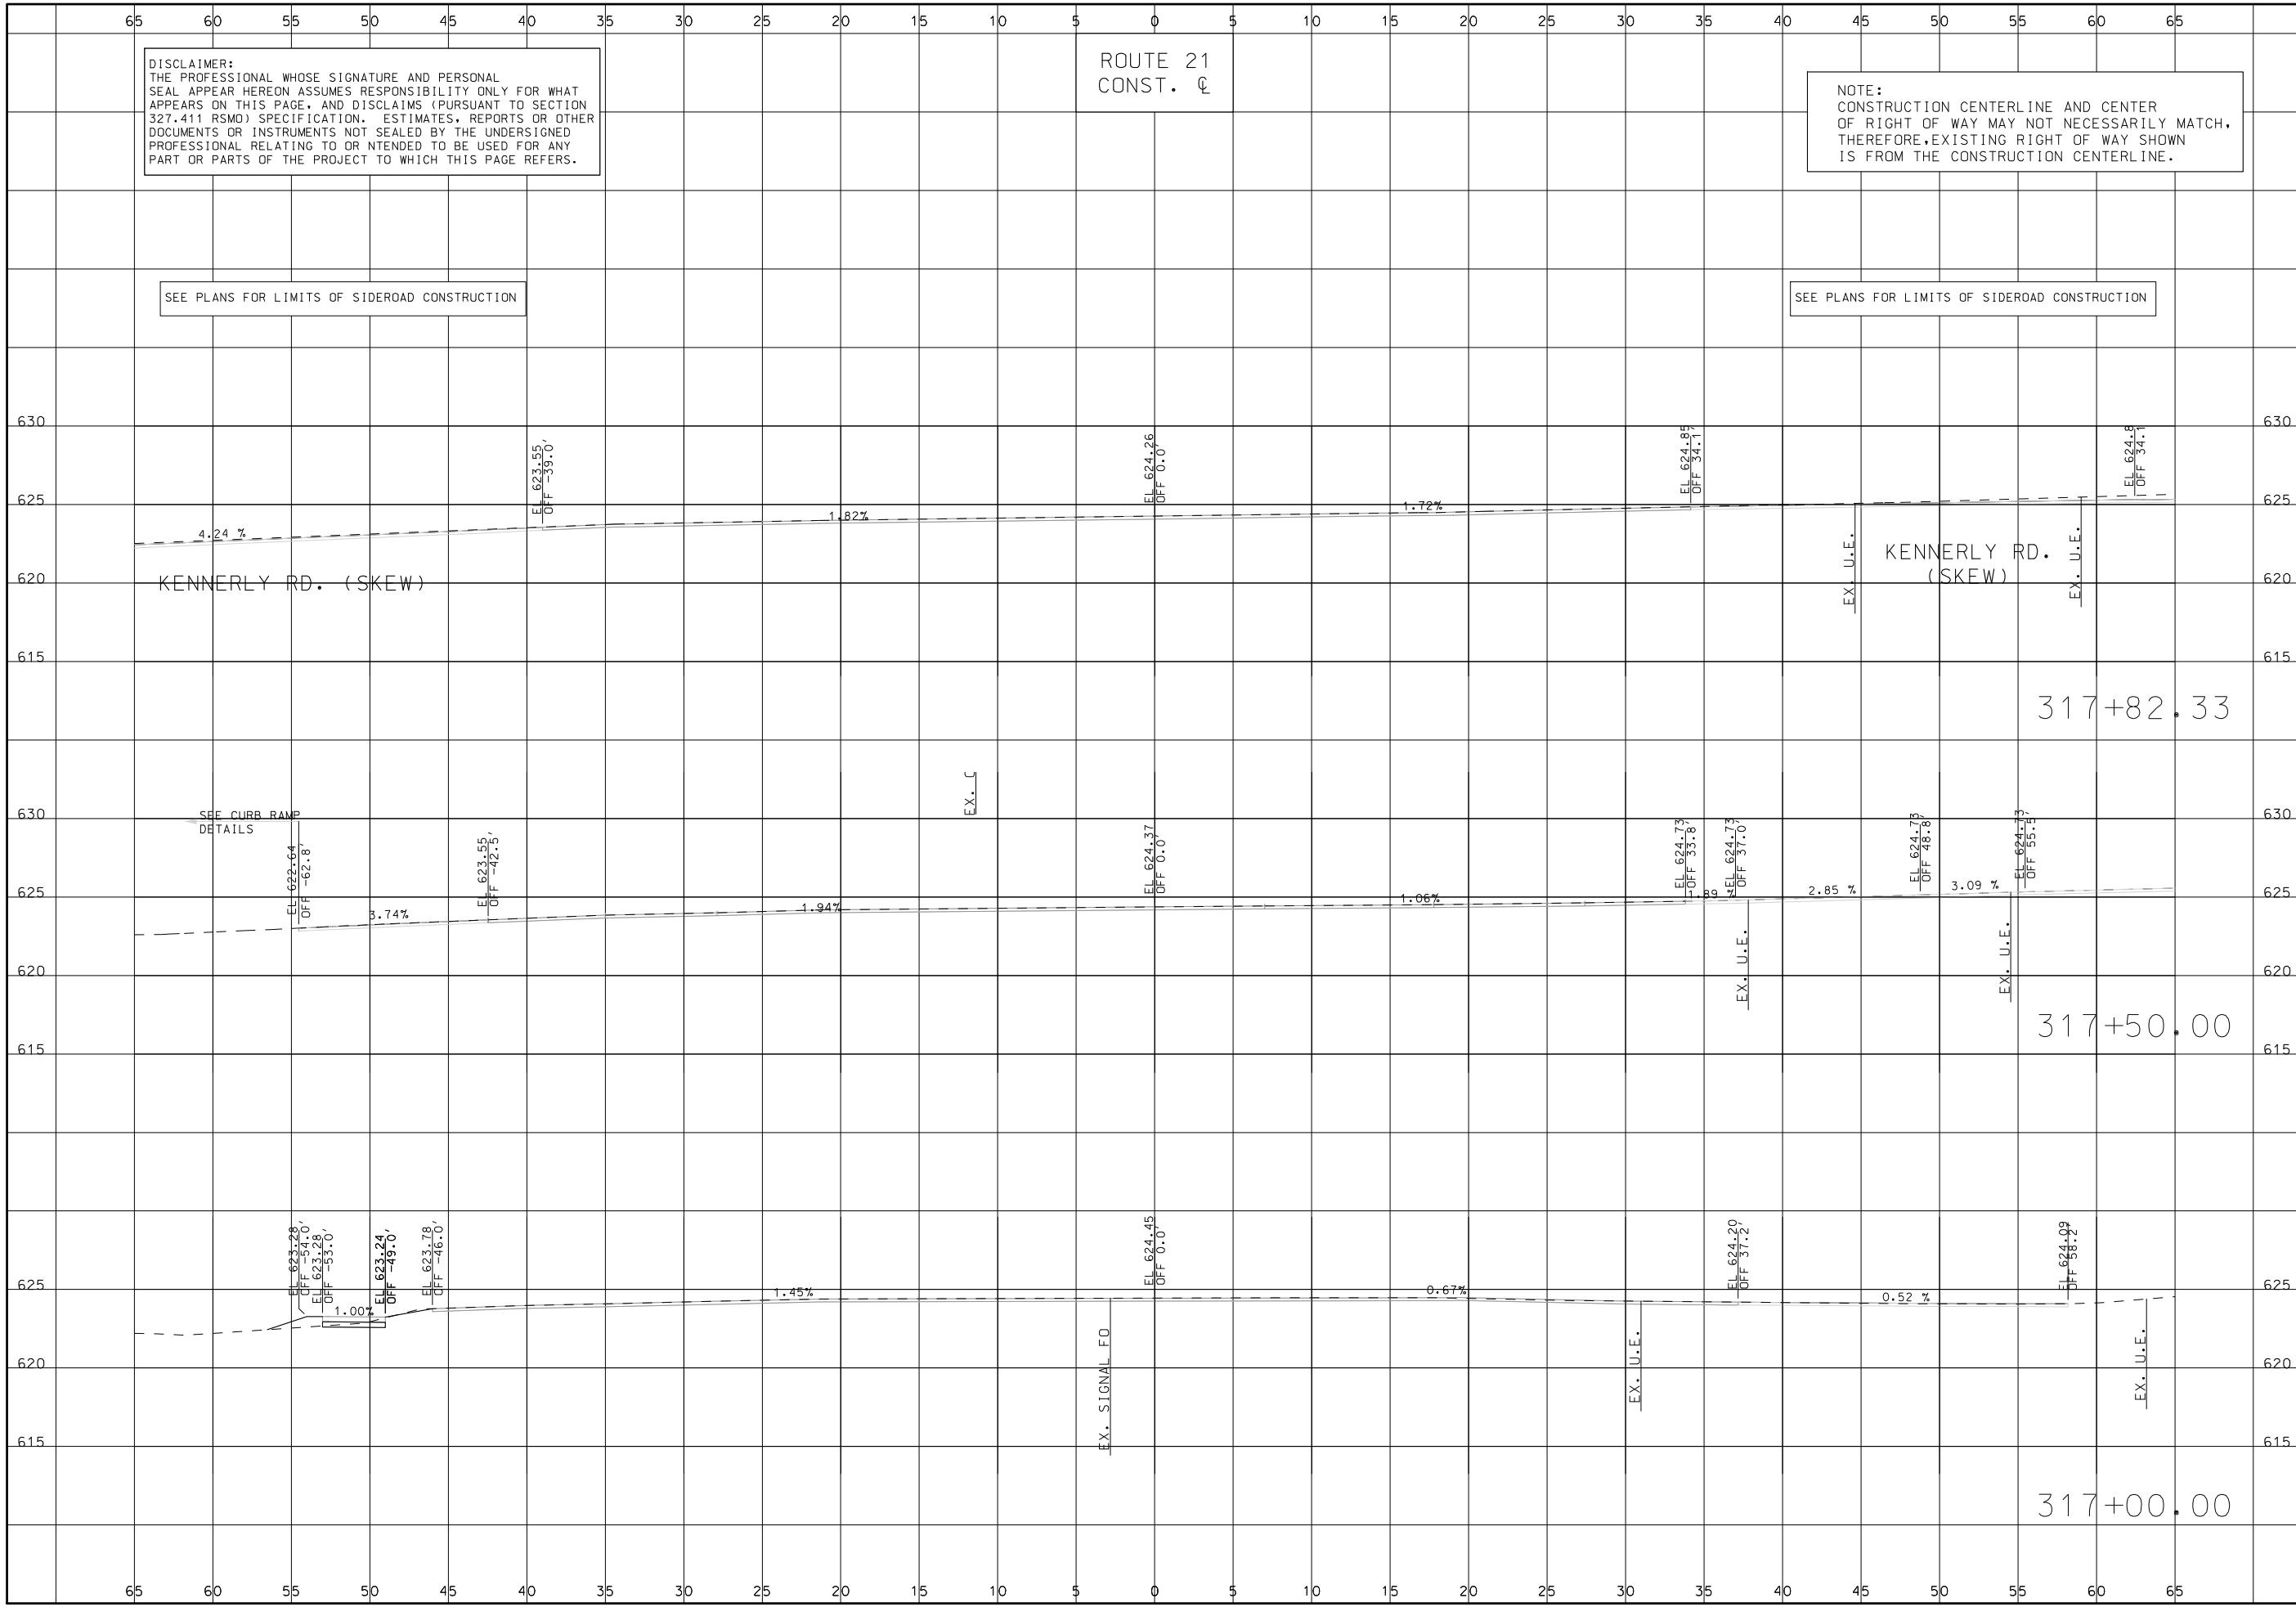 65 60 55 50 45 40 35 30 25 20 15 10 5 0 5 10 15 20 25 30 35 40 45 50 55 60 65
DISCLAIMER:
THE PROFESSIONAL WHOSE SIGNATURE AND PERSONAL
SEAL APPEAR HEREON ASSUMES RESPONSIBILITY ONLY FOR WHAT
APPEARS ON THIS PAGE, AND DISCLAIMS (PURSUANT TO SECTION
327.411 RSMO) SPECIFICATION. ESTIMATES, REPORTS OR OTHER
DOCUMENTS OR INSTRUMENTS NOT SEALED BY THE UNDERSIGNED
PROFESSIONAL RELATING TO OR NTENDED TO BE USED FOR ANY
PART OR PARTS OF THE PROJECT TO WHICH THIS PAGE REFERS.
ROUTE 21
CONST. ℄
NOTE:
CONSTRUCTION CENTERLINE AND CENTER
OF RIGHT OF WAY MAY NOT NECESSARILY MATCH,
THEREFORE,EXISTING RIGHT OF WAY SHOWN
IS FROM THE CONSTRUCTION CENTERLINE.
SEE PLANS FOR LIMITS OF SIDEROAD CONSTRUCTION
SEE PLANS FOR LIMITS OF SIDEROAD CONSTRUCTION
630
630
EL 623.55
OFF -39.0'
EL 624.26
OFF 0.0'
EL 624.85
OFF 34.1'
EL 624.8
OFF 34.1
625
625
4.24 %
1.82%
1.72%
EX. U.E.
KENNERLY RD.
(SKEW)
EX. U.E.
620
KENNERLY RD. (SKEW)
620
615
615
317+82.33
EX. C
630
630
SEE CURB RAMP
DETAILS
EL 622.64
OFF -62.8'
EL 623.55
OFF -42.5'
EL 624.37
OFF 0.0'
EL 624.73
OFF 33.8'
EL 624.73
OFF 37.0'
EL 624.73
OFF 48.8'
EL 624.73
OFF 55.5'
625
625
3.74%
1.94%
1.06%
1.89 %
2.85 %
3.09 %
EX. U.E.
EX. U.E.
620
620
317+50.00
615
615
EL 623.28
OFF -54.0'
EL 623.28
OFF -53.0'
EL 623.24
OFF -49.0'
EL 623.78
OFF -46.0'
EL 624.45
OFF 0.0'
EL 624.20
OFF 37.2'
EL 624.09
OFF 58.2'
625
625
1.00%
1.45%
0.67%
0.52 %
EX. SIGNAL FO
EX. U.E.
EX. U.E.
620
620
615
615
317+00.00
65 60 55 50 45 40 35 30 25 20 15 10 5 0 5 10 15 20 25 30 35 40 45 50 55 60 65